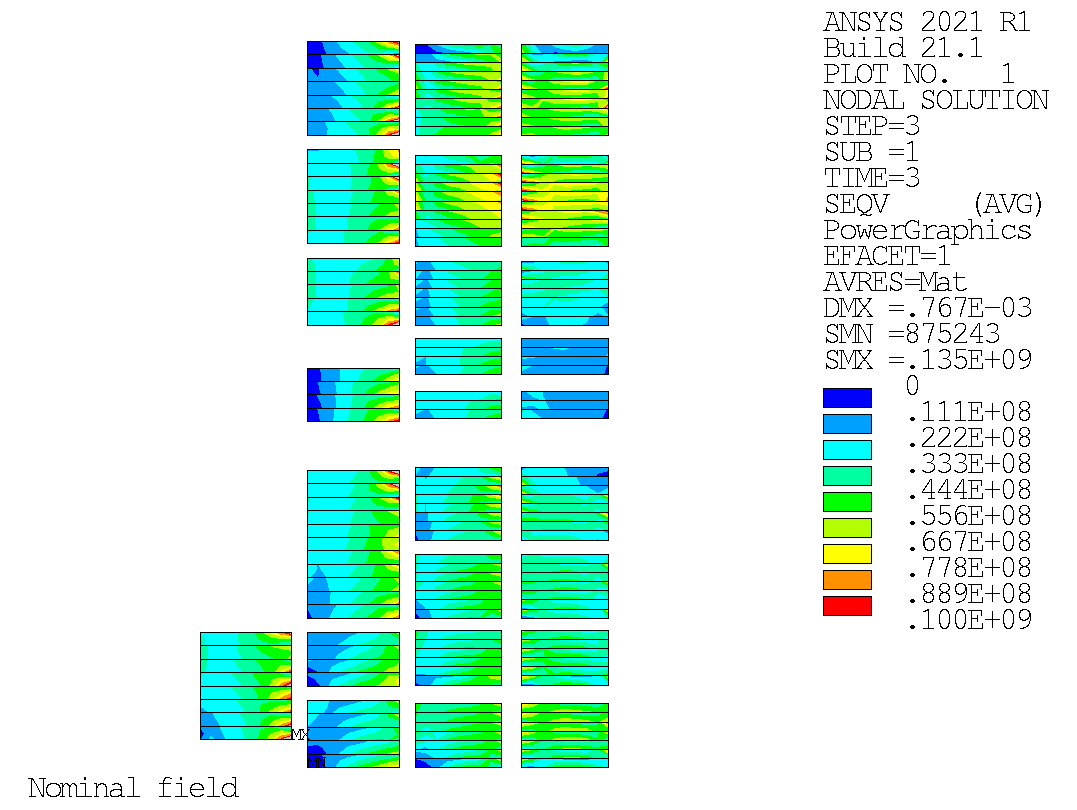 ANSYS 2021 R1
Build 21.1
PLOT NO.   1
NODAL SOLUTION
STEP=3
SUB =1
TIME=3
SEQV     (AVG)
PowerGraphics
EFACET=1
AVRES=Mat
DMX =.767E-03
SMN =875243
SMX =.135E+09
0
.111E+08
.222E+08
.333E+08
.444E+08
.556E+08
.667E+08
.778E+08
.889E+08
.100E+09
MX
MN
Nominal field